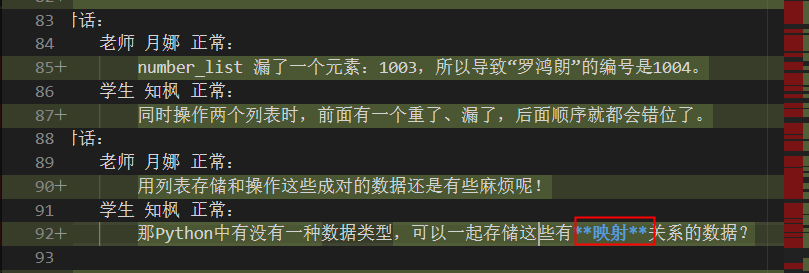 83 对话：
84 老师 月娜 正常：
85+ number_list 漏了一个元素：1003，所以导致“罗鸿朗”的编号是1004。
86 学生 知枫 正常：
87+ 同时操作两个列表时，前面有一个重了、漏了，后面顺序就都会错位了。
88 对话：
89 老师 月娜 正常：
90+ 用列表存储和操作这些成对的数据还是有些麻烦呢！
91 学生 知枫 正常：
92+ 那Python中有没有一种数据类型，可以一起存储这些有**映射**关系的数据？
93